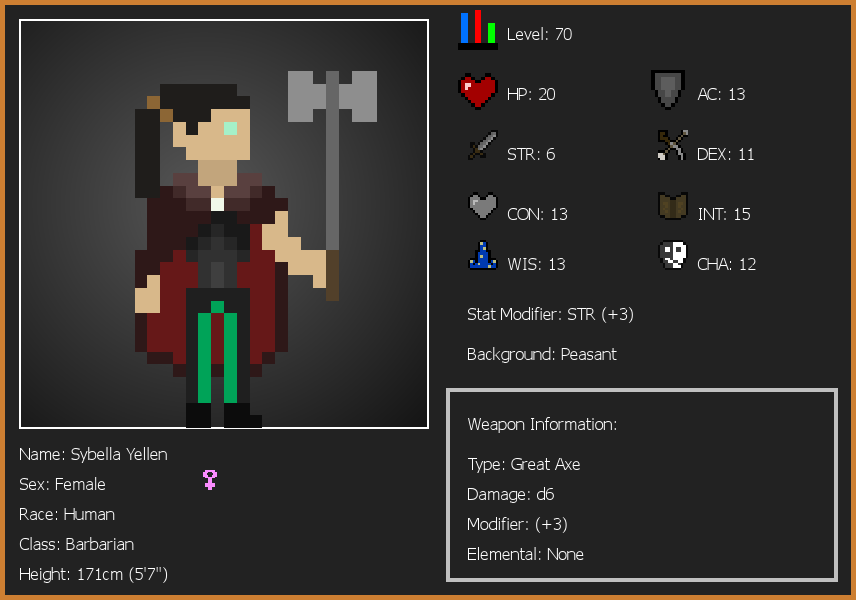 Level: 70
HP: 20
AC: 13
STR: 6
DEX: 11
CON: 13
INT: 15
WIS: 13
CHA: 12
Stat Modifier: STR (+3)
Background: Peasant
Weapon Information:
Type: Great Axe
Damage: d6
Modifier: (+3)
Elemental: None
Name: Sybella Yellen
Sex: Female
Race: Human
Class: Barbarian
Height: 171cm (5'7")